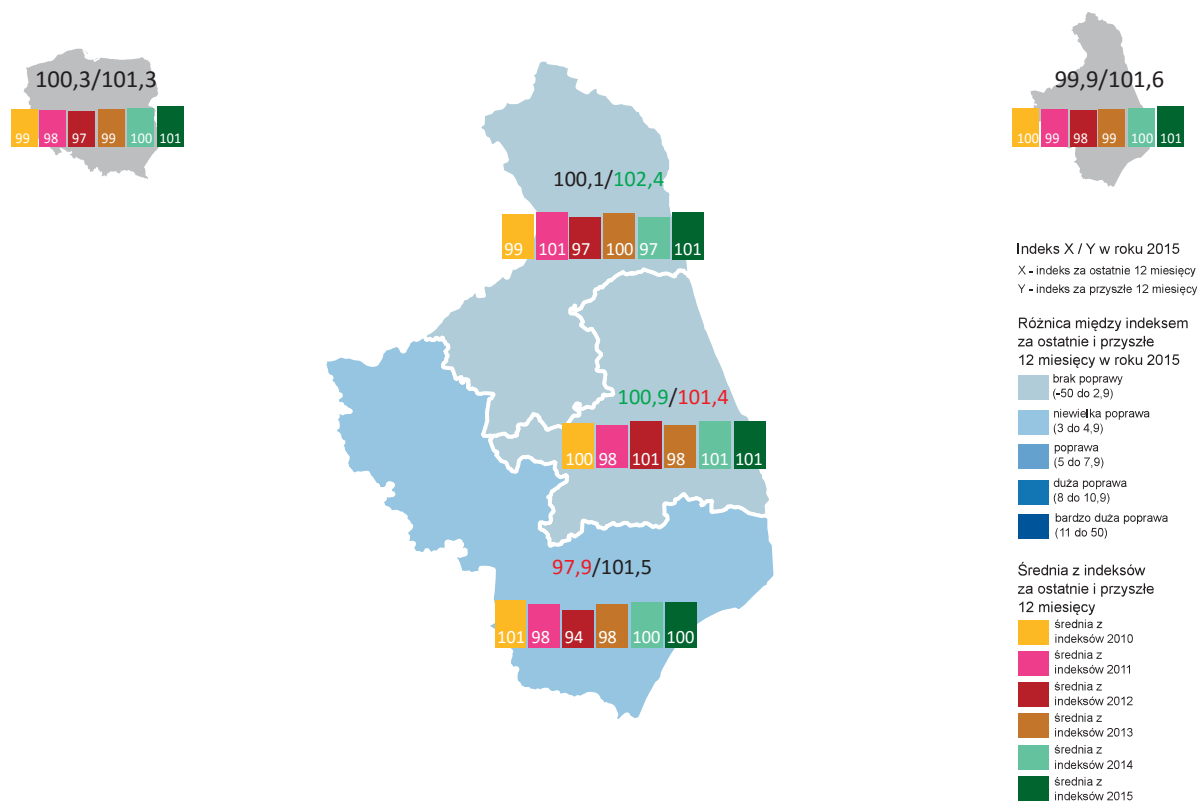 100,3/101,3
99 98 97 99 100 101
99,9/101,6
100 99 98 99 100 101
100,1/102,4
99 101 97 100 97 101
100,9/101,4
100 98 101 98 101 101
97,9/101,5
101 98 94 98 100 100
Indeks X / Y w roku 2015
X - indeks za ostatnie 12 miesięcy
Y - indeks za przyszłe 12 miesięcy
Różnica między indeksem
za ostatnie i przyszłe
12 miesięcy w roku 2015
brak poprawy
(-50 do 2,9)
niewielka poprawa
(3 do 4,9)
poprawa
(5 do 7,9)
duża poprawa
(8 do 10,9)
bardzo duża poprawa
(11 do 50)
Średnia z indeksów
za ostatnie i przyszłe
12 miesięcy
średnia z
indeksów 2010
średnia z
indeksów 2011
średnia z
indeksów 2012
średnia z
indeksów 2013
średnia z
indeksów 2014
średnia z
indeksów 2015